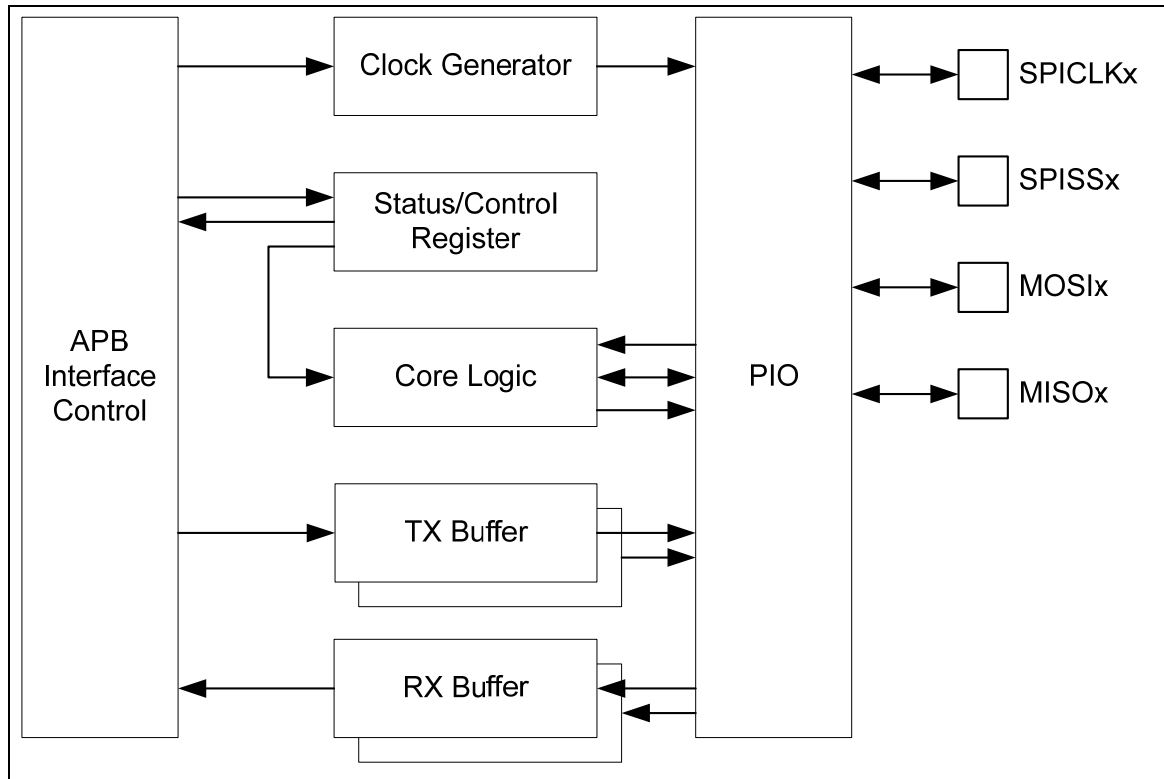 Clock Generator
SPICLKx
Status/Control
Register
SPISSx
MOSIx
APB
Interface
Control
Core Logic
PIO
MISOx
TX Buffer
RX Buffer